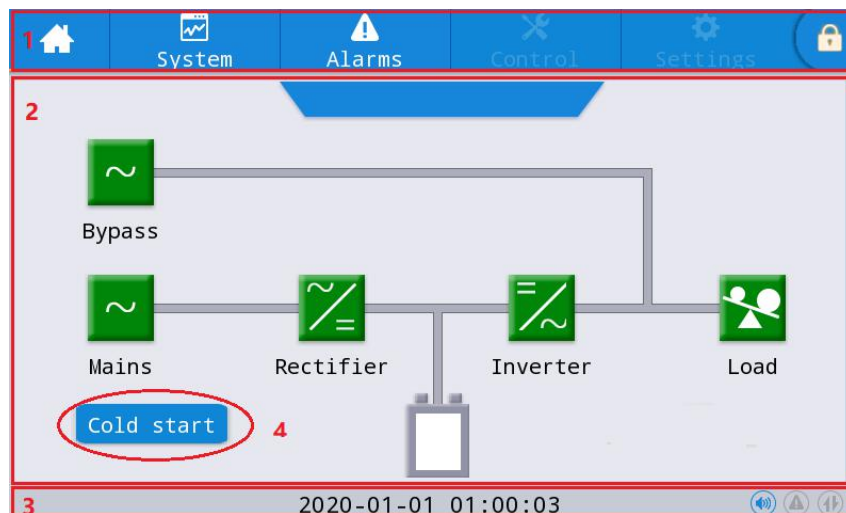 1
System Alarms Control Settings
2
Bypass
Mains Rectifier Inverter Load
Cold start 4
3 2020-01-01 01:00:03